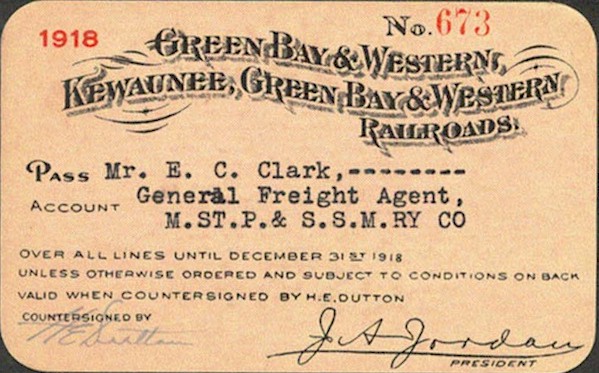 1918
No. 673
GREEN BAY & WESTERN,
KEWAUNEE, GREEN BAY & WESTERN
RAILROADS.
PASS Mr. E. C. Clark,--------
ACCOUNT General Freight Agent,
M.ST.P.& S.S.M.RY CO
OVER ALL LINES UNTIL DECEMBER 31ST 1918
UNLESS OTHERWISE ORDERED AND SUBJECT TO CONDITIONS ON BACK
VALID WHEN COUNTERSIGNED BY H.E. DUTTON
COUNTERSIGNED BY
HE Dutton
J A Jordan
PRESIDENT